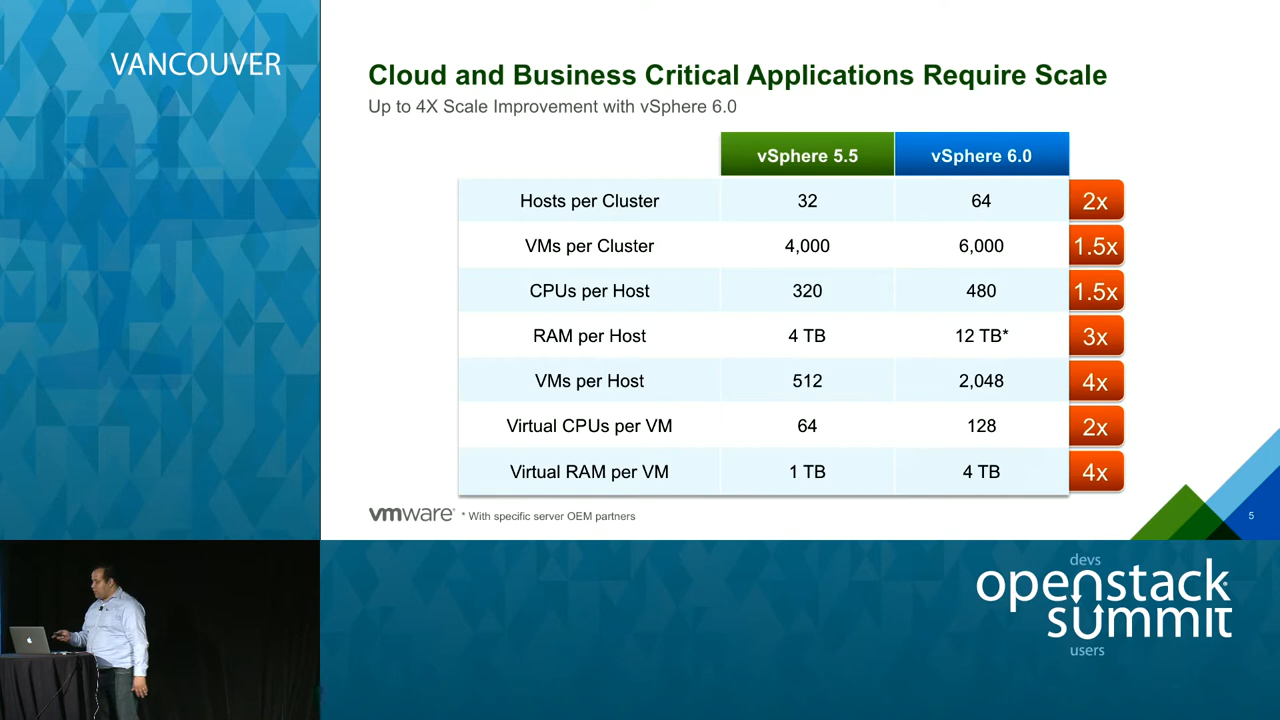 VANCOUVER
Cloud and Business Critical Applications Require Scale
Up to 4X Scale Improvement with vSphere 6.0
vSphere 5.5 vSphere 6.0
Hosts per Cluster 32 64 2x
VMs per Cluster 4,000 6,000 1.5x
CPUs per Host 320 480 1.5x
RAM per Host 4 TB 12 TB* 3x
VMs per Host 512 2,048 4x
Virtual CPUs per VM 64 128 2x
Virtual RAM per VM 1 TB 4 TB 4x
vmware® * With specific server OEM partners
5
devs
openstack®
summit
users